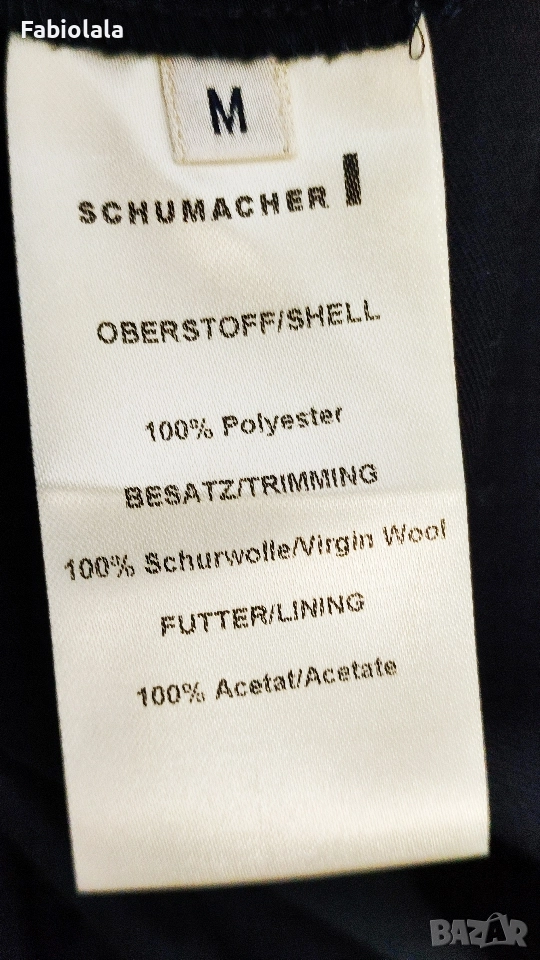 Fabiolala
M
SCHUMACHER
OBERSTOFF/SHELL
100% Polyester
BESATZ/TRIMMING
100% Schurwolle/Virgin Wool
FUTTER/LINING
100% Acetat/Acetate
BAZAR